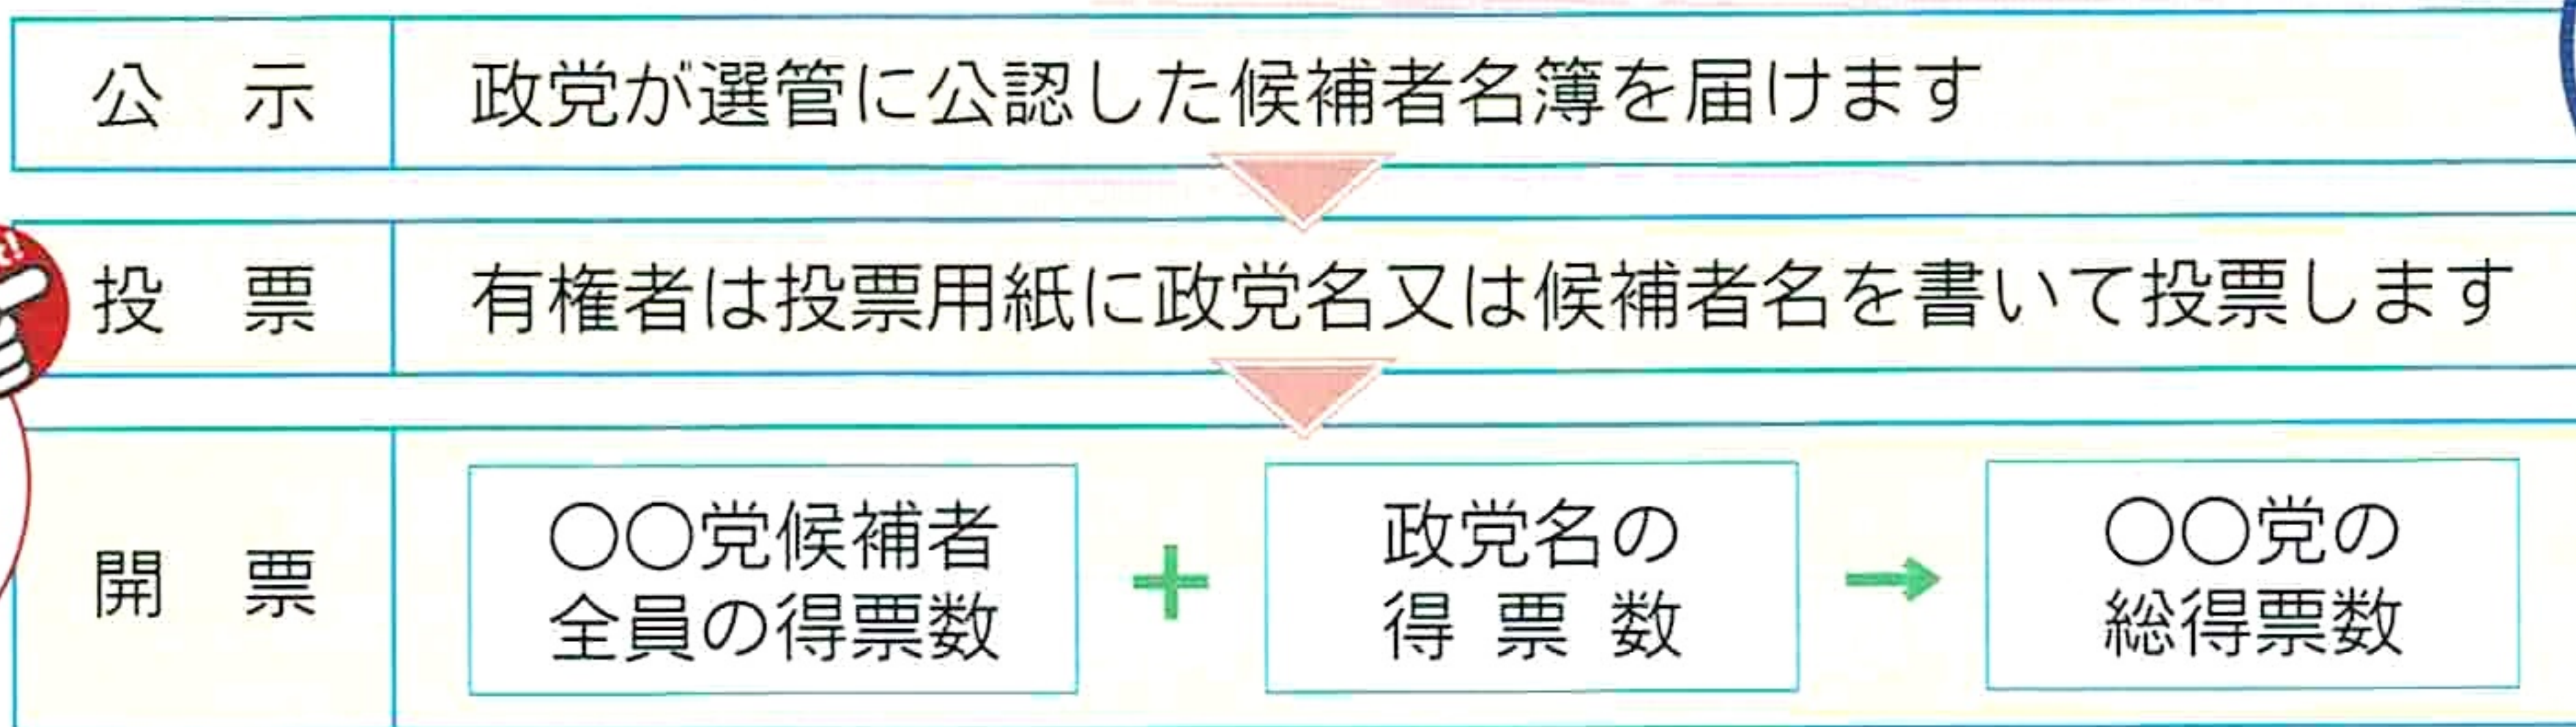 公示
政党が選管に公認した候補者名簿を届けます
投票
有権者は投票用紙に政党名又は候補者名を書いて投票します
開票
〇〇党候補者
全員の得票数
+
政党名の
得票数
〇〇党の
総得票数